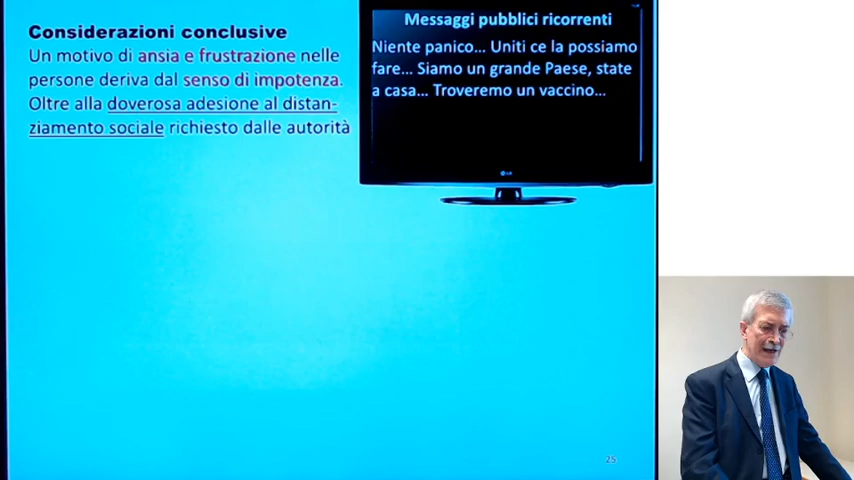 Considerazioni conclusive
Un motivo di ansia e frustrazione nelle
persone deriva dal senso di impotenza.
Oltre alla doverosa adesione al distan-
ziamento sociale richiesto dalle autorità
Messaggi pubblici ricorrenti
Niente panico... Uniti ce la possiamo
fare... Siamo un grande Paese, state
a casa... Troveremo un vaccino...
LG
25